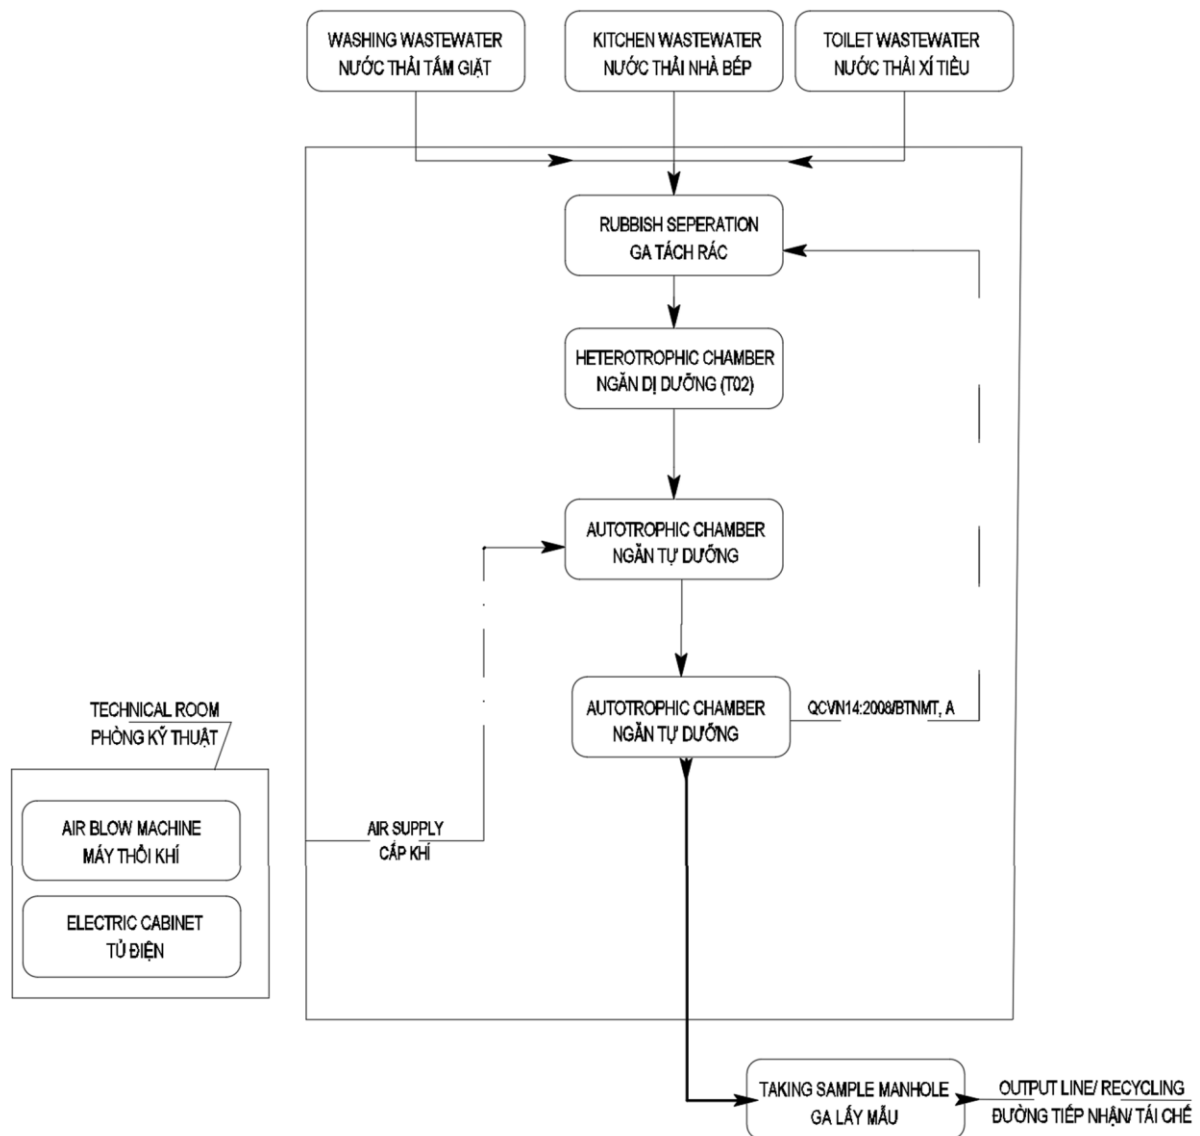 WASHING WASTEWATER
NƯỚC THẢI TẮM GIẶT
KITCHEN WASTEWATER
NƯỚC THẢI NHÀ BẾP
TOILET WASTEWATER
NƯỚC THẢI XÍ TIỂU
RUBBISH SEPERATION
GA TÁCH RÁC
HETEROTROPHIC CHAMBER
NGĂN DỊ DƯỠNG (T02)
AUTOTROPHIC CHAMBER
NGĂN TỰ DƯỠNG
AUTOTROPHIC CHAMBER
NGĂN TỰ DƯỠNG
QCVN14:2008/BTNMT, A
TECHNICAL ROOM
PHÒNG KỸ THUẬT
AIR BLOW MACHINE
MÁY THỔI KHÍ
ELECTRIC CABINET
TỦ ĐIỆN
AIR SUPPLY
CẤP KHÍ
TAKING SAMPLE MANHOLE
GA LẤY MẪU
OUTPUT LINE/ RECYCLING
ĐƯỜNG TIẾP NHẬN/ TÁI CHẾ